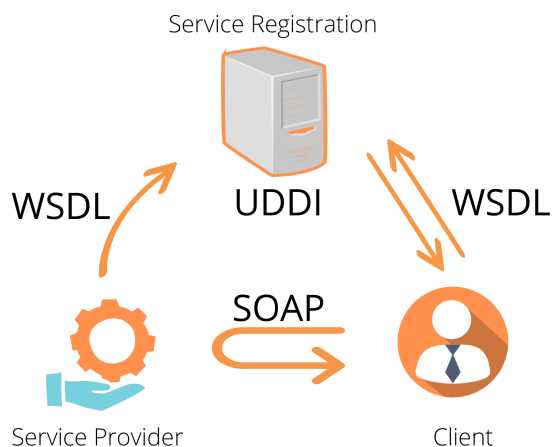 Service Registration
WSDL
UDDI
WSDL
SOAP
Service Provider
Client